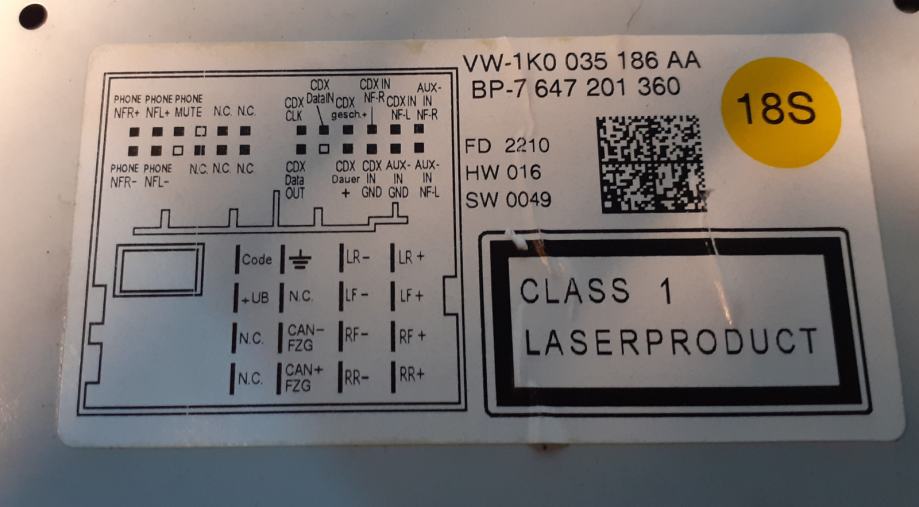 VW-1K0 035 186 AA
BP-7 647 201 360
18S
FD 2210
HW 016
SW 0049
CLASS 1
LASERPRODUCT
PHONE NFR+ PHONE NFL+ PHONE MUTE N.C. N.C.
PHONE NFR- PHONE NFL- N.C. N.C. N.C.
CDX CLK CDX DataIN CDX gesch.+ CDX IN NF-R CDX IN NF-L AUX-IN NF-R
CDX Data OUT CDX Dauer + CDX IN GND AUX-IN GND AUX-IN NF-L
Code LR- LR+
+UB N.C. LF- LF+
N.C. CAN- FZG RF- RF+
N.C. CAN+ FZG RR- RR+